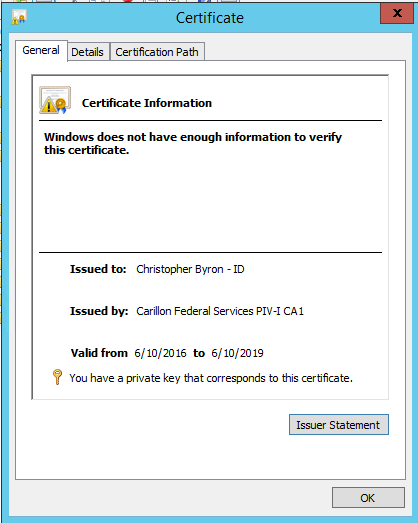 Certificate
x
General Details Certification Path
Certificate Information
Windows does not have enough information to verify
this certificate.
Issued to: Christopher Byron - ID
Issued by: Carillon Federal Services PIV-I CA1
Valid from 6/10/2016 to 6/10/2019
You have a private key that corresponds to this certificate.
Issuer Statement
OK